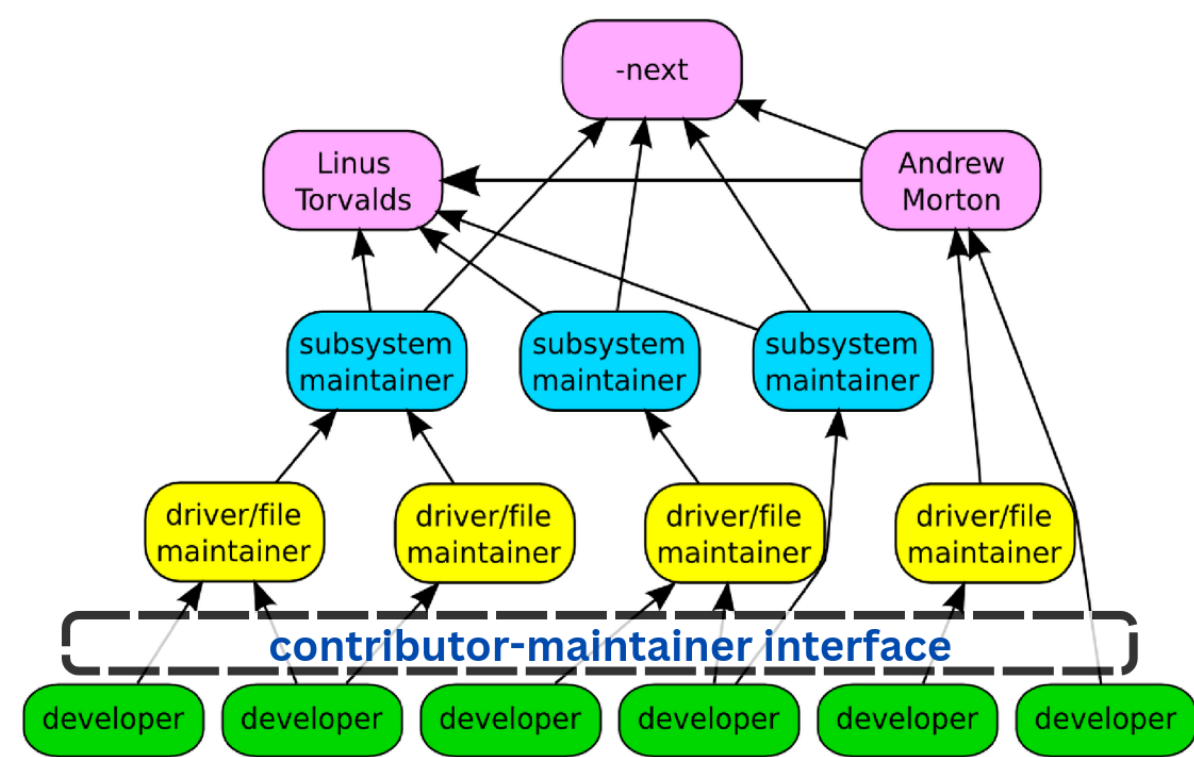 -next
Linus
Torvalds
Andrew
Morton
subsystem
maintainer
subsystem
maintainer
subsystem
maintainer
driver/file
maintainer
driver/file
maintainer
driver/file
maintainer
driver/file
maintainer
contributor-maintainer interface
developer
developer
developer
developer
developer
developer